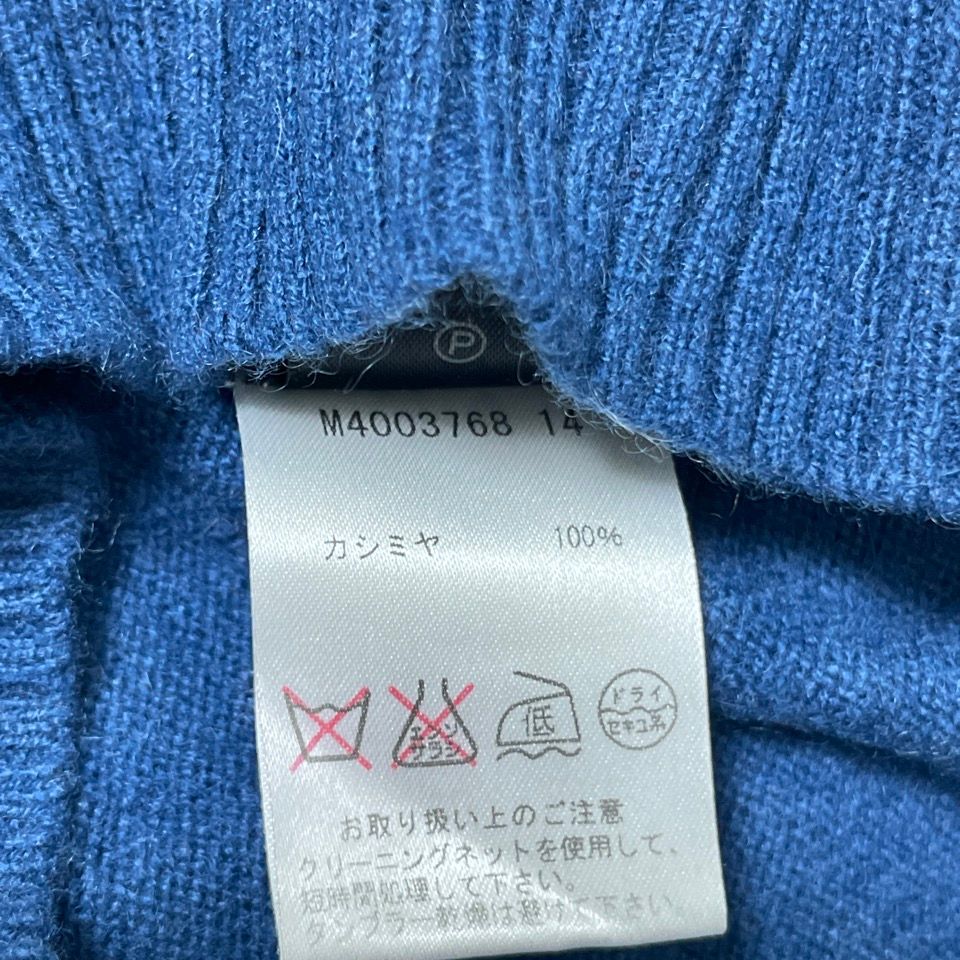 P
M4003768 14
カシミヤ 100%
エンソ
サラシ
低
ドライ
セキユ系
お取り扱い上のご注意
クリーニングネットを使用して、
短時間処理して下さい。
タンブラー乾燥は避けて下さい。